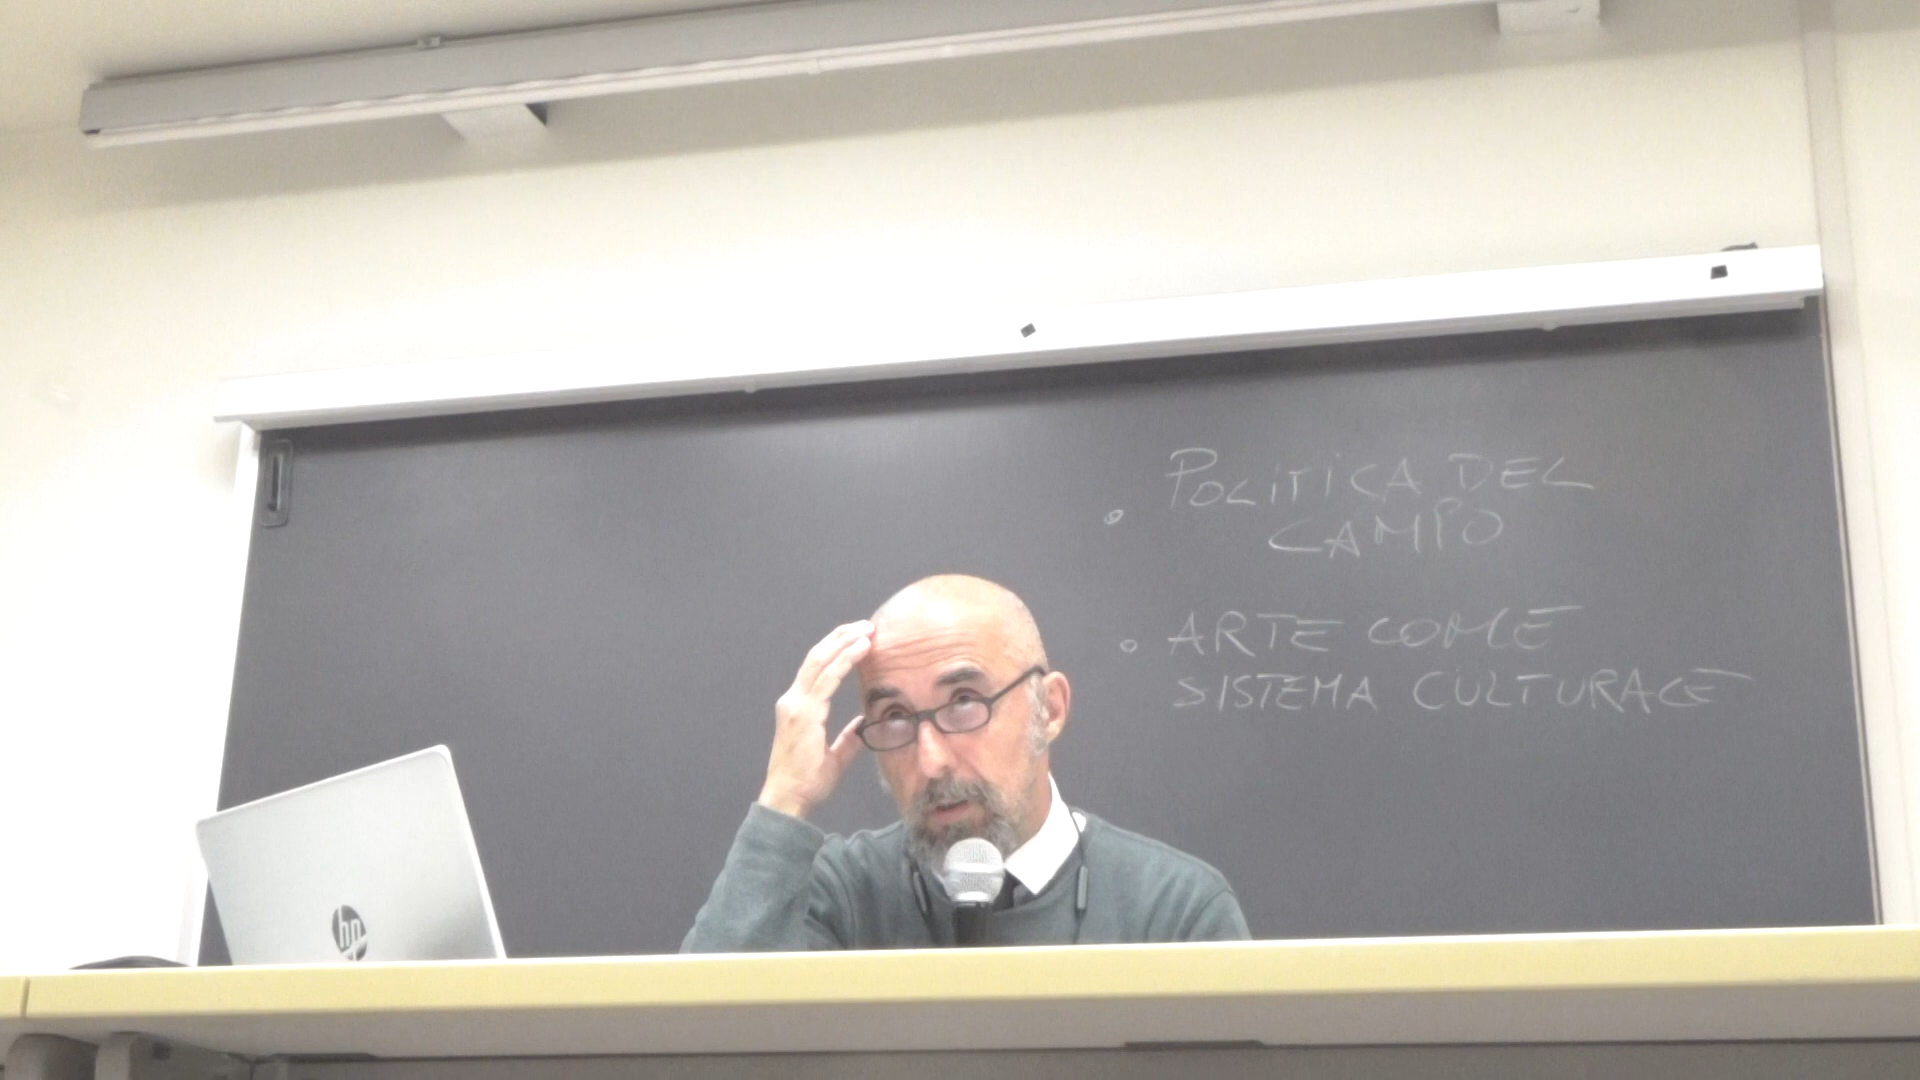 POLITICA DEL
CAMPO
ARTE COME
SISTEMA CULTURALE
hp